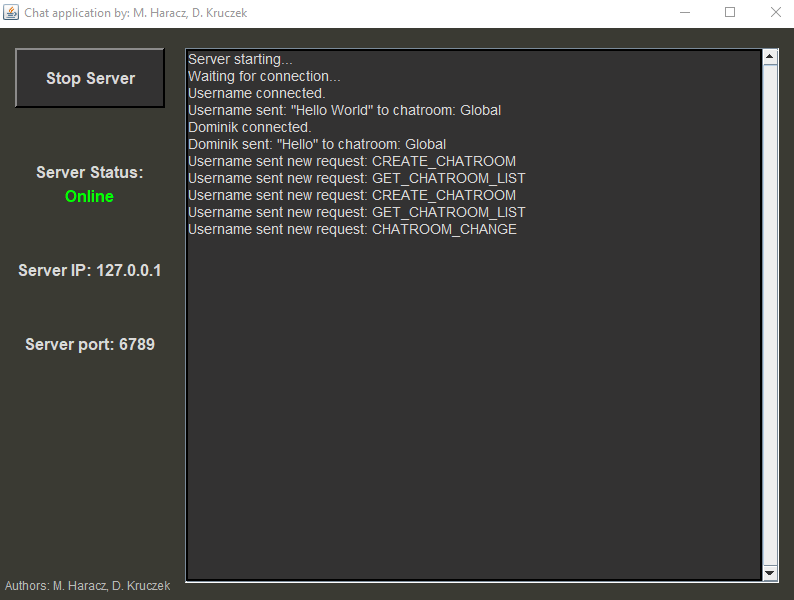 Chat application by: M. Haracz, D. Kruczek
Stop Server
Server Status:
Online
Server IP: 127.0.0.1
Server port: 6789
Authors: M. Haracz, D. Kruczek
Server starting...
Waiting for connection...
Username connected.
Username sent: "Hello World" to chatroom: Global
Dominik connected.
Dominik sent: "Hello" to chatroom: Global
Username sent new request: CREATE_CHATROOM
Username sent new request: GET_CHATROOM_LIST
Username sent new request: CREATE_CHATROOM
Username sent new request: GET_CHATROOM_LIST
Username sent new request: CHATROOM_CHANGE